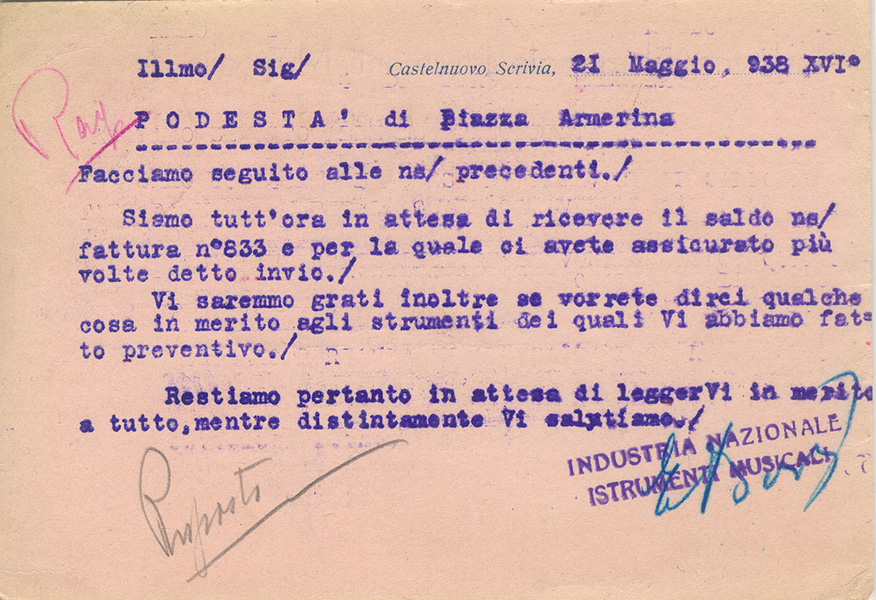 Illmo/ Sig/ Castelnuovo Scrivia, 21 Maggio, 938 XVI°
PODESTA' di Piazza Armerina
Facciamo seguito alle ns/ precedenti./
Siamo tutt'ora in attesa di ricevere il saldo ns/
fattura n°833 e per la quale ci avete assicurato più
volte detto invio./
Vi saremmo grati inoltre se vorrete dirci qualche
cosa in merito agli strumenti dei quali Vi abbiamo fat=
to preventivo./
Restiamo pertanto in attesa di leggerVi in merito
a tutto,mentre distintamente Vi salutiamo./
INDUSTRIA NAZIONALE
ISTRUMENTI MUSICALI
Risposto